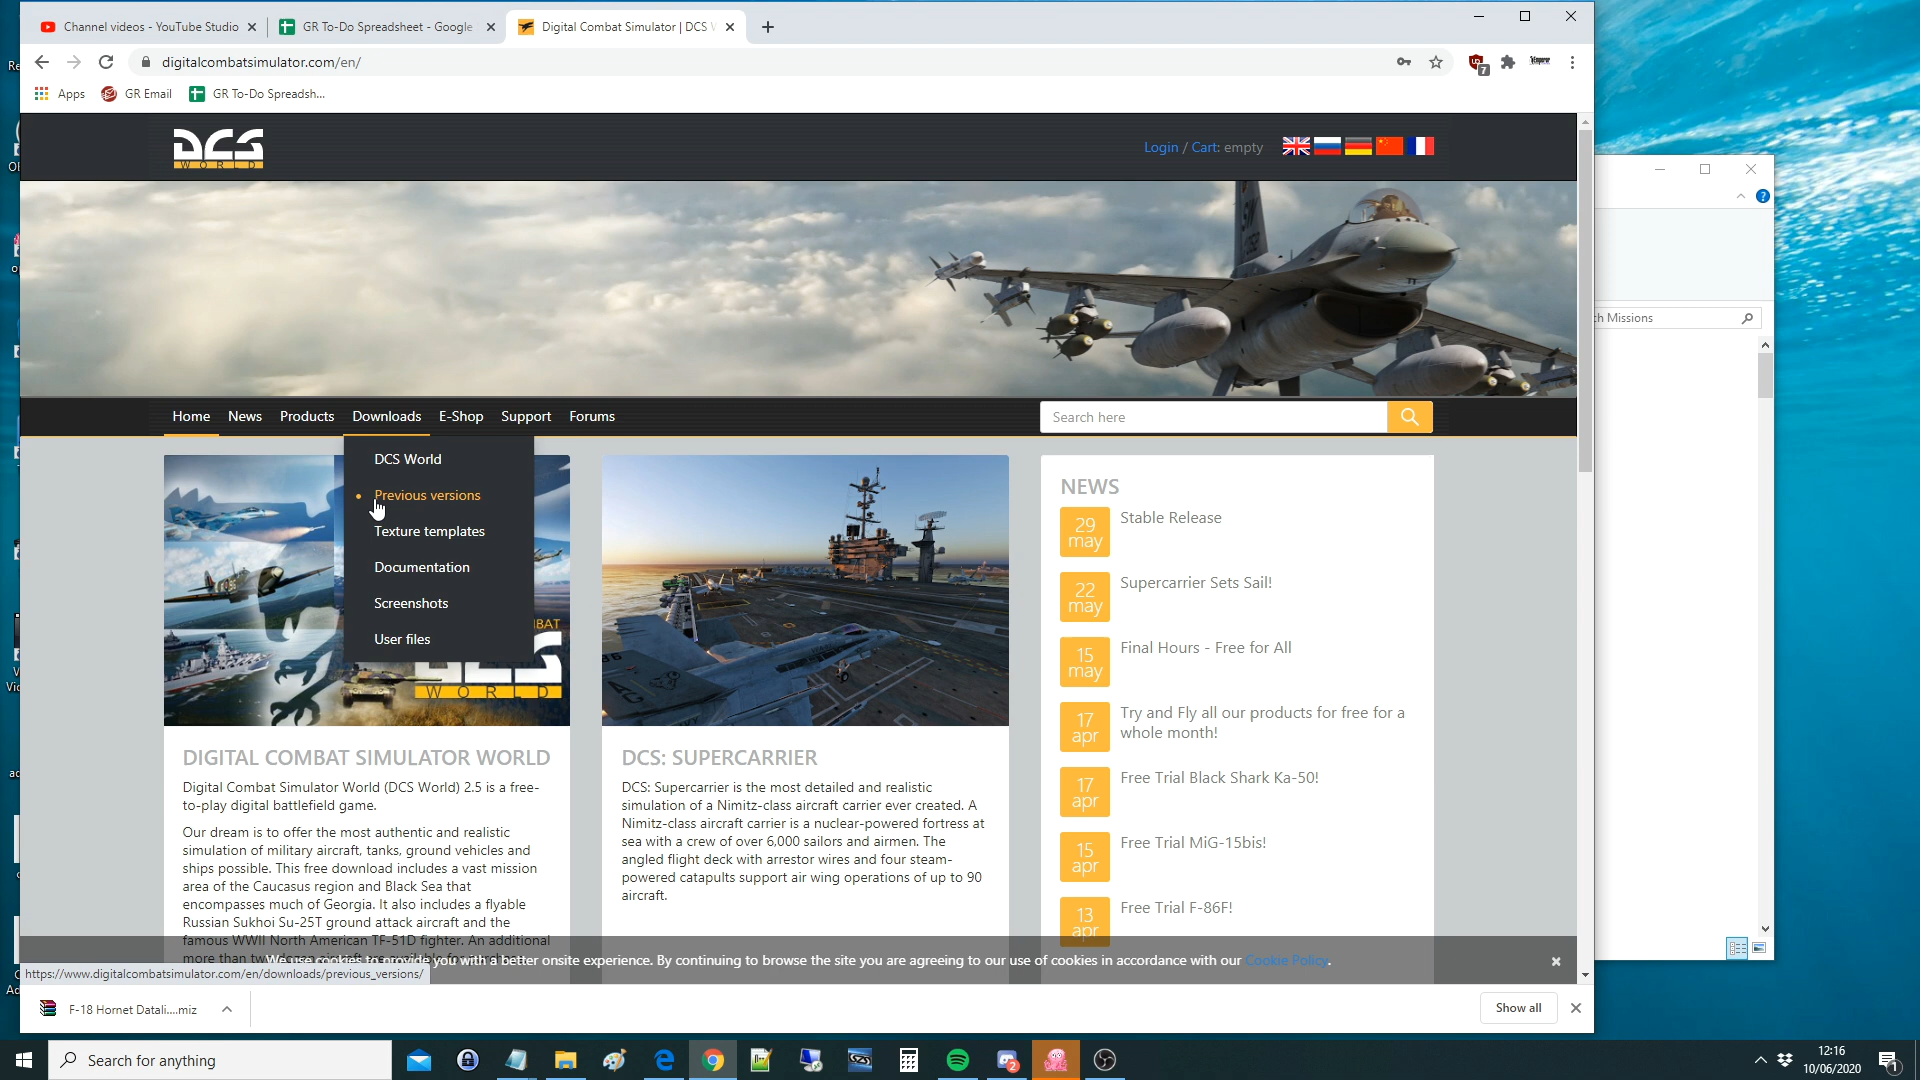 Channel videos - YouTube Studio
GR To-Do Spreadsheet - Google
Digital Combat Simulator | DCS
digitalcombatsimulator.com/en/
7
Apps
GR Email
GR To-Do Spreadsh...
DCS
WORLD
Login / Cart: empty
Home
News
Products
Downloads
E-Shop
Support
Forums
Search here
DCS World
Previous versions
Texture templates
Documentation
Screenshots
User files
WORLD
NEWS
29 may
Stable Release
22 may
Supercarrier Sets Sail!
15 may
Final Hours - Free for All
17 apr
Try and Fly all our products for free for a
whole month!
17 apr
Free Trial Black Shark Ka-50!
15 apr
Free Trial MiG-15bis!
13 apr
Free Trial F-86F!
DIGITAL COMBAT SIMULATOR WORLD
Digital Combat Simulator World (DCS World) 2.5 is a free-
to-play digital battlefield game.
Our dream is to offer the most authentic and realistic
simulation of military aircraft, tanks, ground vehicles and
ships possible. This free download includes a vast mission
area of the Caucasus region and Black Sea that
encompasses much of Georgia. It also includes a flyable
Russian Sukhoi Su-25T ground attack aircraft and the
famous WWII North American TF-51D fighter. An additional
DCS: SUPERCARRIER
DCS: Supercarrier is the most detailed and realistic
simulation of a Nimitz-class aircraft carrier ever created. A
Nimitz-class aircraft carrier is a nuclear-powered fortress at
sea with a crew of over 6,000 sailors and airmen. The
angled flight deck with arrestor wires and four steam-
powered catapults support air wing operations of up to 90
aircraft.
We use cookies to provide you with a better onsite experience. By continuing to browse the site you are agreeing to our use of cookies in accordance with our Cookie Policy.
https://www.digitalcombatsimulator.com/en/downloads/previous_versions/
F-18 Hornet Datali....miz
Show all
Missions
Search for anything
2
12:16
10/06/2020
1